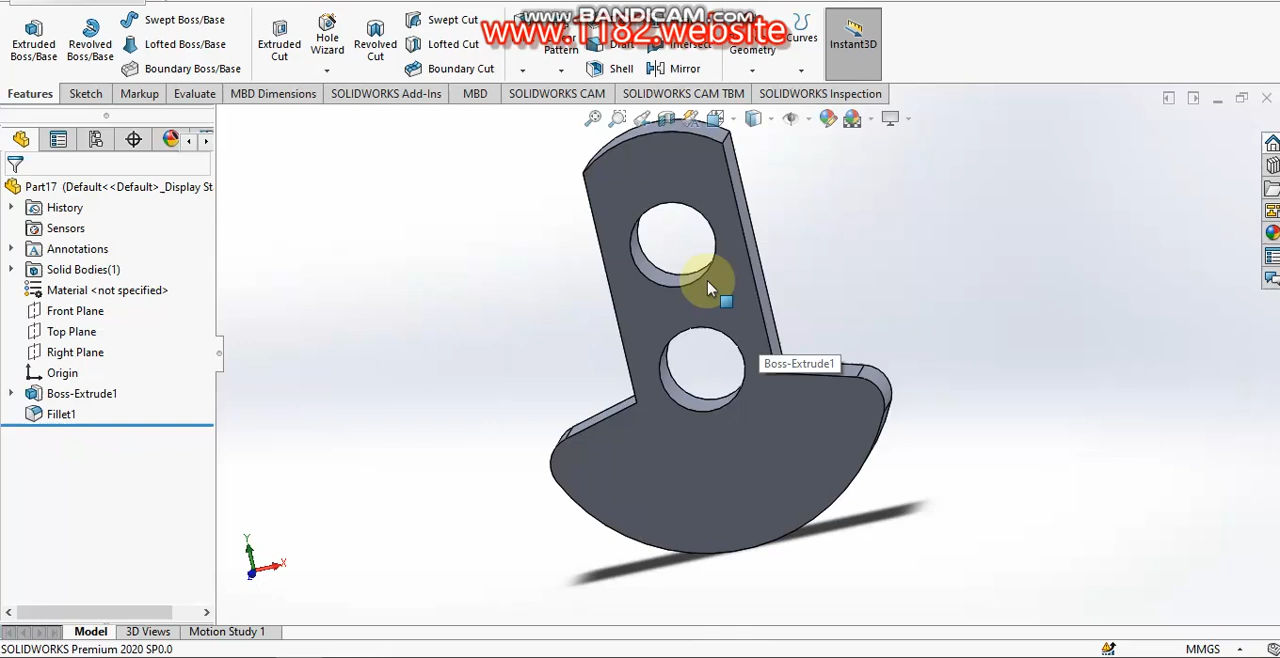 www.BANDICAM.com
www.1182.website
Extruded Boss/Base
Revolved Boss/Base
Swept Boss/Base
Lofted Boss/Base
Boundary Boss/Base
Extruded Cut
Hole Wizard
Revolved Cut
Swept Cut
Lofted Cut
Boundary Cut
Pattern
Draft
Shell
Intersect
Mirror
Geometry
Curves
Instant3D
Features
Sketch
Markup
Evaluate
MBD Dimensions
SOLIDWORKS Add-Ins
MBD
SOLIDWORKS CAM
SOLIDWORKS CAM TBM
SOLIDWORKS Inspection
Part17 (Default<<Default>_Display St
History
Sensors
Annotations
Solid Bodies(1)
Material <not specified>
Front Plane
Top Plane
Right Plane
Origin
Boss-Extrude1
Fillet1
Boss-Extrude1
Y
X
Z
Model
3D Views
Motion Study 1
SOLIDWORKS Premium 2020 SP0.0
MMGS